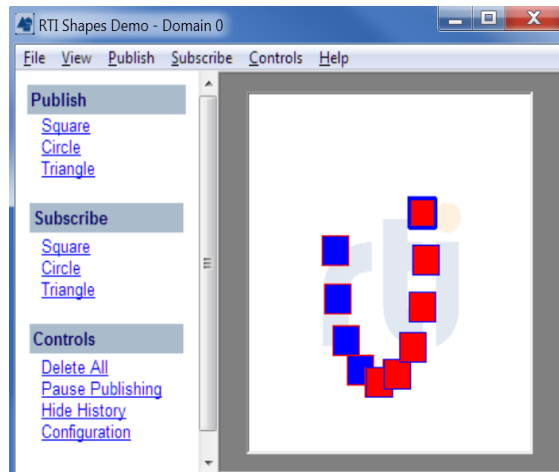 RTI Shapes Demo - Domain 0
File View Publish Subscribe Controls Help
Publish
Square
Circle
Triangle
Subscribe
Square
Circle
Triangle
Controls
Delete All
Pause Publishing
Hide History
Configuration
rti